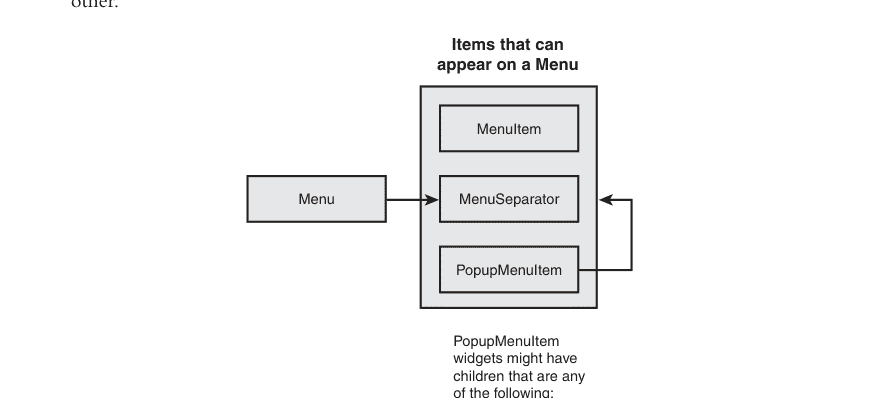 other.
Items that can
appear on a Menu
MenuItem
Menu
MenuSeparator
PopupMenuItem
PopupMenuItem
widgets might have
children that are any
of the following: